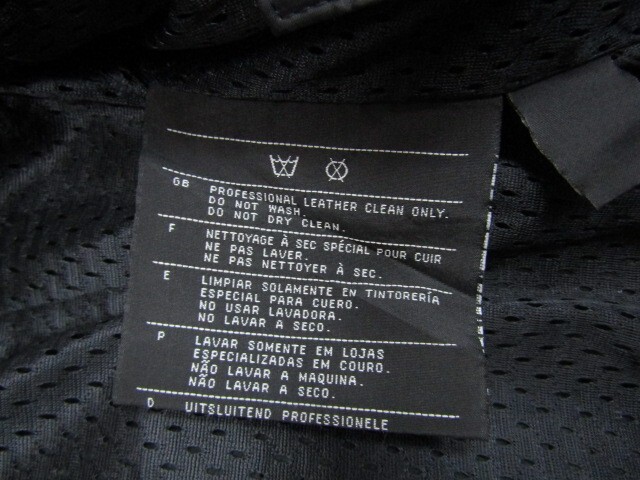 GB PROFESSIONAL LEATHER CLEAN ONLY.
DO NOT WASH.
DO NOT DRY CLEAN.
F NETTOYAGE À SEC SPÉCIAL POUR CUIR
NE PAS LAVER.
NE PAS NETTOYER À SEC.
E LIMPIAR SOLAMENTE EN TINTORERÍA
ESPECIAL PARA CUERO.
NO USAR LAVADORA.
NO LAVAR A SECO.
P LAVAR SOMENTE EM LOJAS
ESPECIALIZADAS EM COURO.
NÃO LAVAR A MAQUINA.
NÃO LAVAR A SECO.
D UITSLUITEND PROFESSIONELE